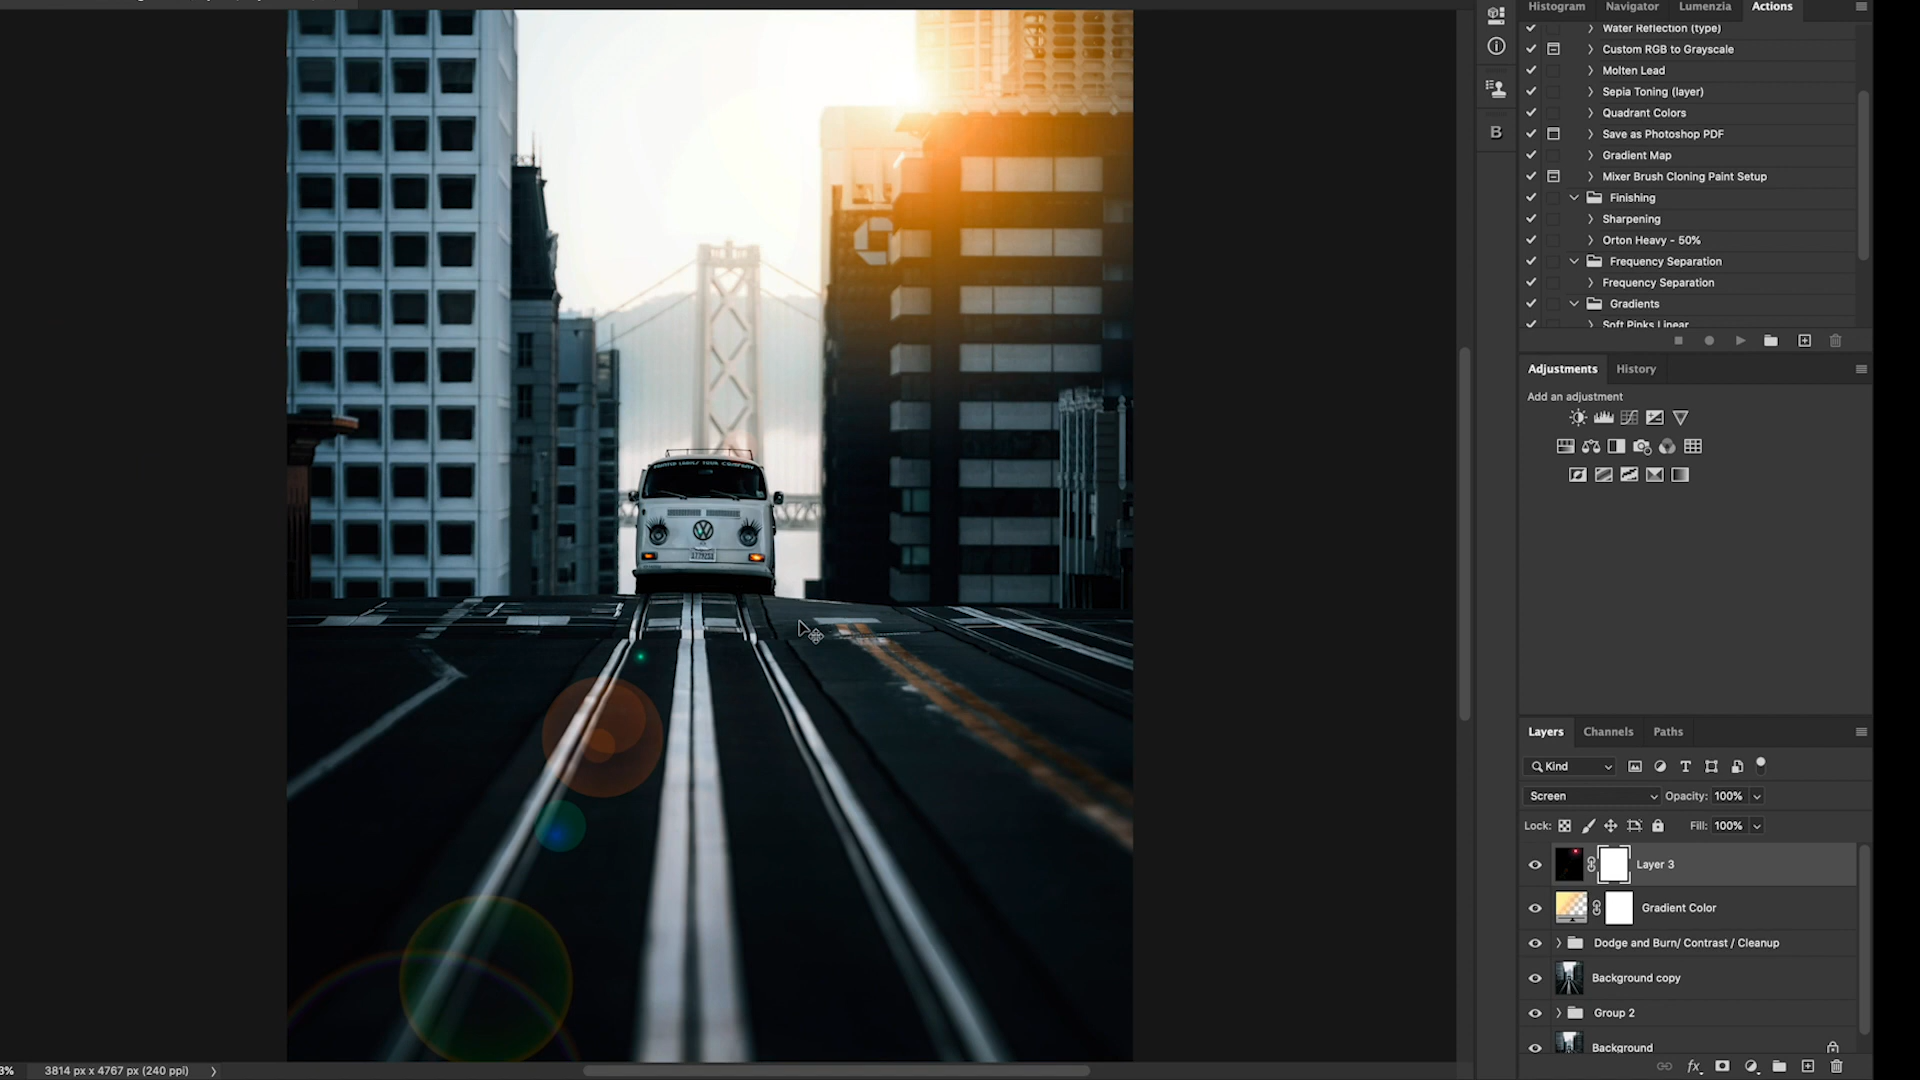 Histogram Navigator Lumenzia Actions
Water Reflection (type)
Custom RGB to Grayscale
Molten Lead
Sepia Toning (layer)
Quadrant Colors
Save as Photoshop PDF
Gradient Map
Mixer Brush Cloning Paint Setup
Finishing
Sharpening
Orton Heavy - 50%
Frequency Separation
Frequency Separation
Gradients
Soft Pinks Linear
B
Adjustments History
Add an adjustment
Layers Channels Paths
Kind
Screen Opacity: 100%
Lock: Fill: 100%
Layer 3
Gradient Color
Dodge and Burn/ Contrast / Cleanup
Background copy
Group 2
Background
fx
3814 px x 4767 px (240 ppi)